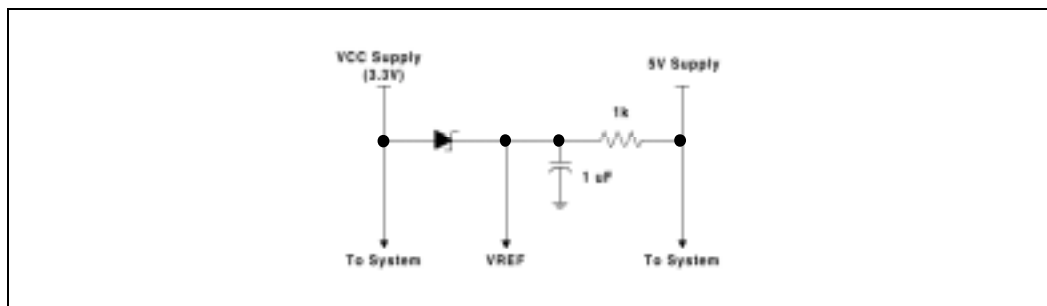 VCC Supply
(3.3V)
5V Supply
1k
1 uF
To System
VREF
To System